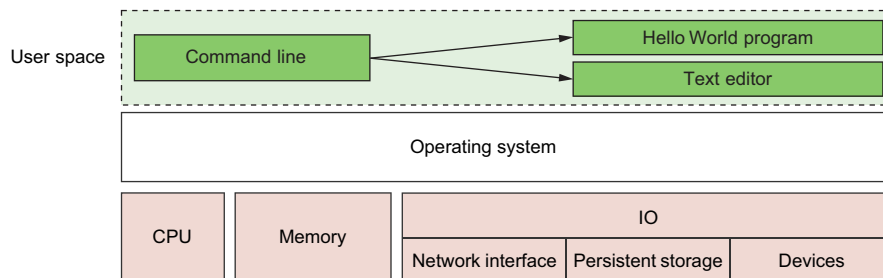 Hello World program
User space
Command line
Text editor
Operating system
CPU
Memory
IO
Network interface
Persistent storage
Devices